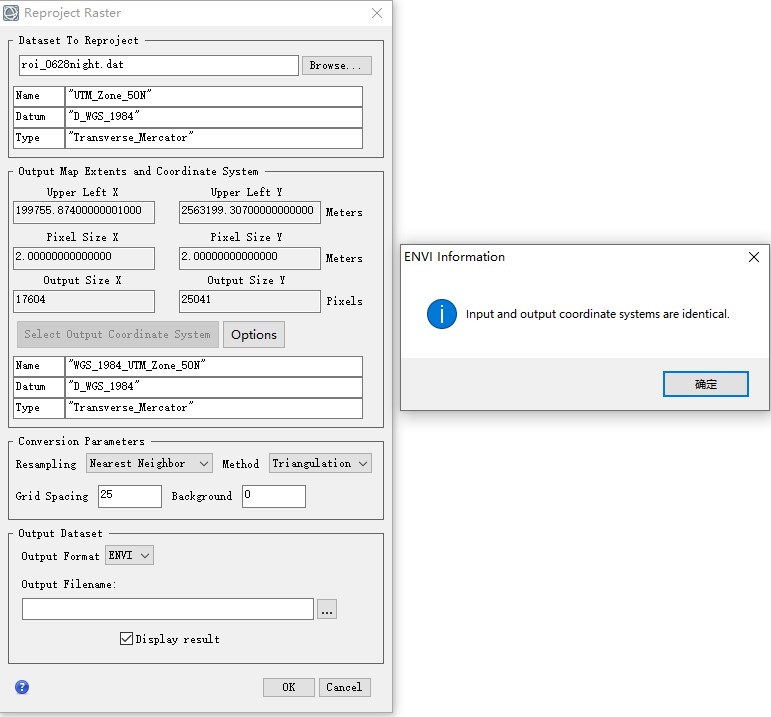 Reproject Raster
Dataset To Reproject
roi_0628night.dat
Browse...
Name "UTM_Zone_50N"
Datum "D_WGS_1984"
Type "Transverse_Mercator"
Output Map Extents and Coordinate System
Upper Left X Upper Left Y
199755.87400000001000 2563199.30700000000000 Meters
Pixel Size X Pixel Size Y
2.00000000000000 2.00000000000000 Meters
Output Size X Output Size Y
17604 25041 Pixels
Select Output Coordinate System Options
Name "WGS_1984_UTM_Zone_50N"
Datum "D_WGS_1984"
Type "Transverse_Mercator"
Conversion Parameters
Resampling Nearest Neighbor Method Triangulation
Grid Spacing 25 Background 0
Output Dataset
Output Format ENVI
Output Filename:
...
Display result
? OK Cancel
ENVI Information
Input and output coordinate systems are identical.
确定